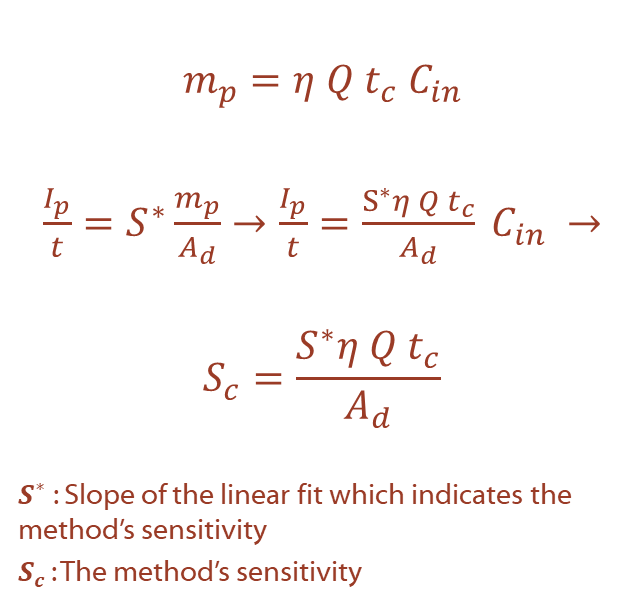 m_p = η Q t_c C_in
I_p/t = S* m_p/A_d → I_p/t = S*η Q t_c/A_d C_in →
S_c = S*η Q t_c/A_d
S* : Slope of the linear fit which indicates the
method’s sensitivity
S_c : The method’s sensitivity